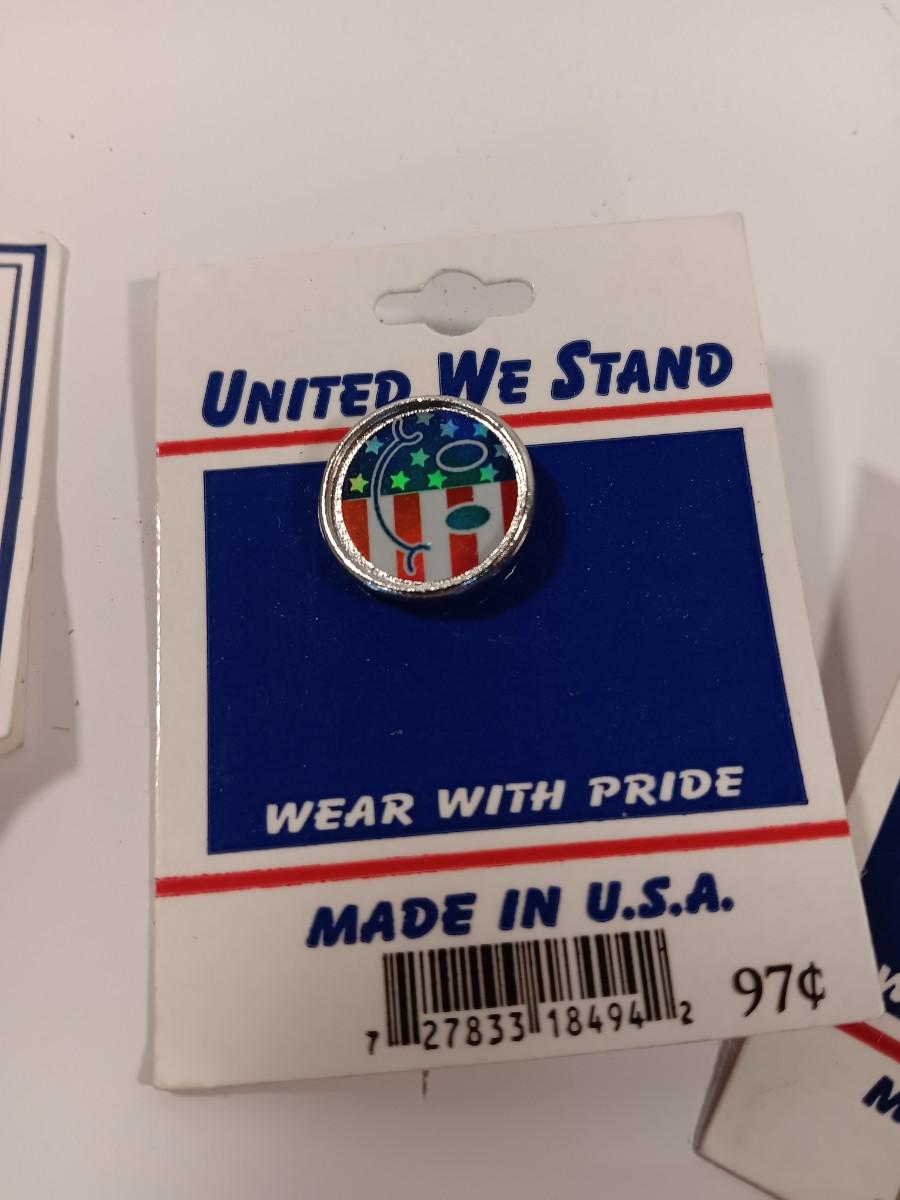 UNITED WE STAND
WEAR WITH PRIDE
MADE IN U.S.A.
97¢
7 27833 18494 2